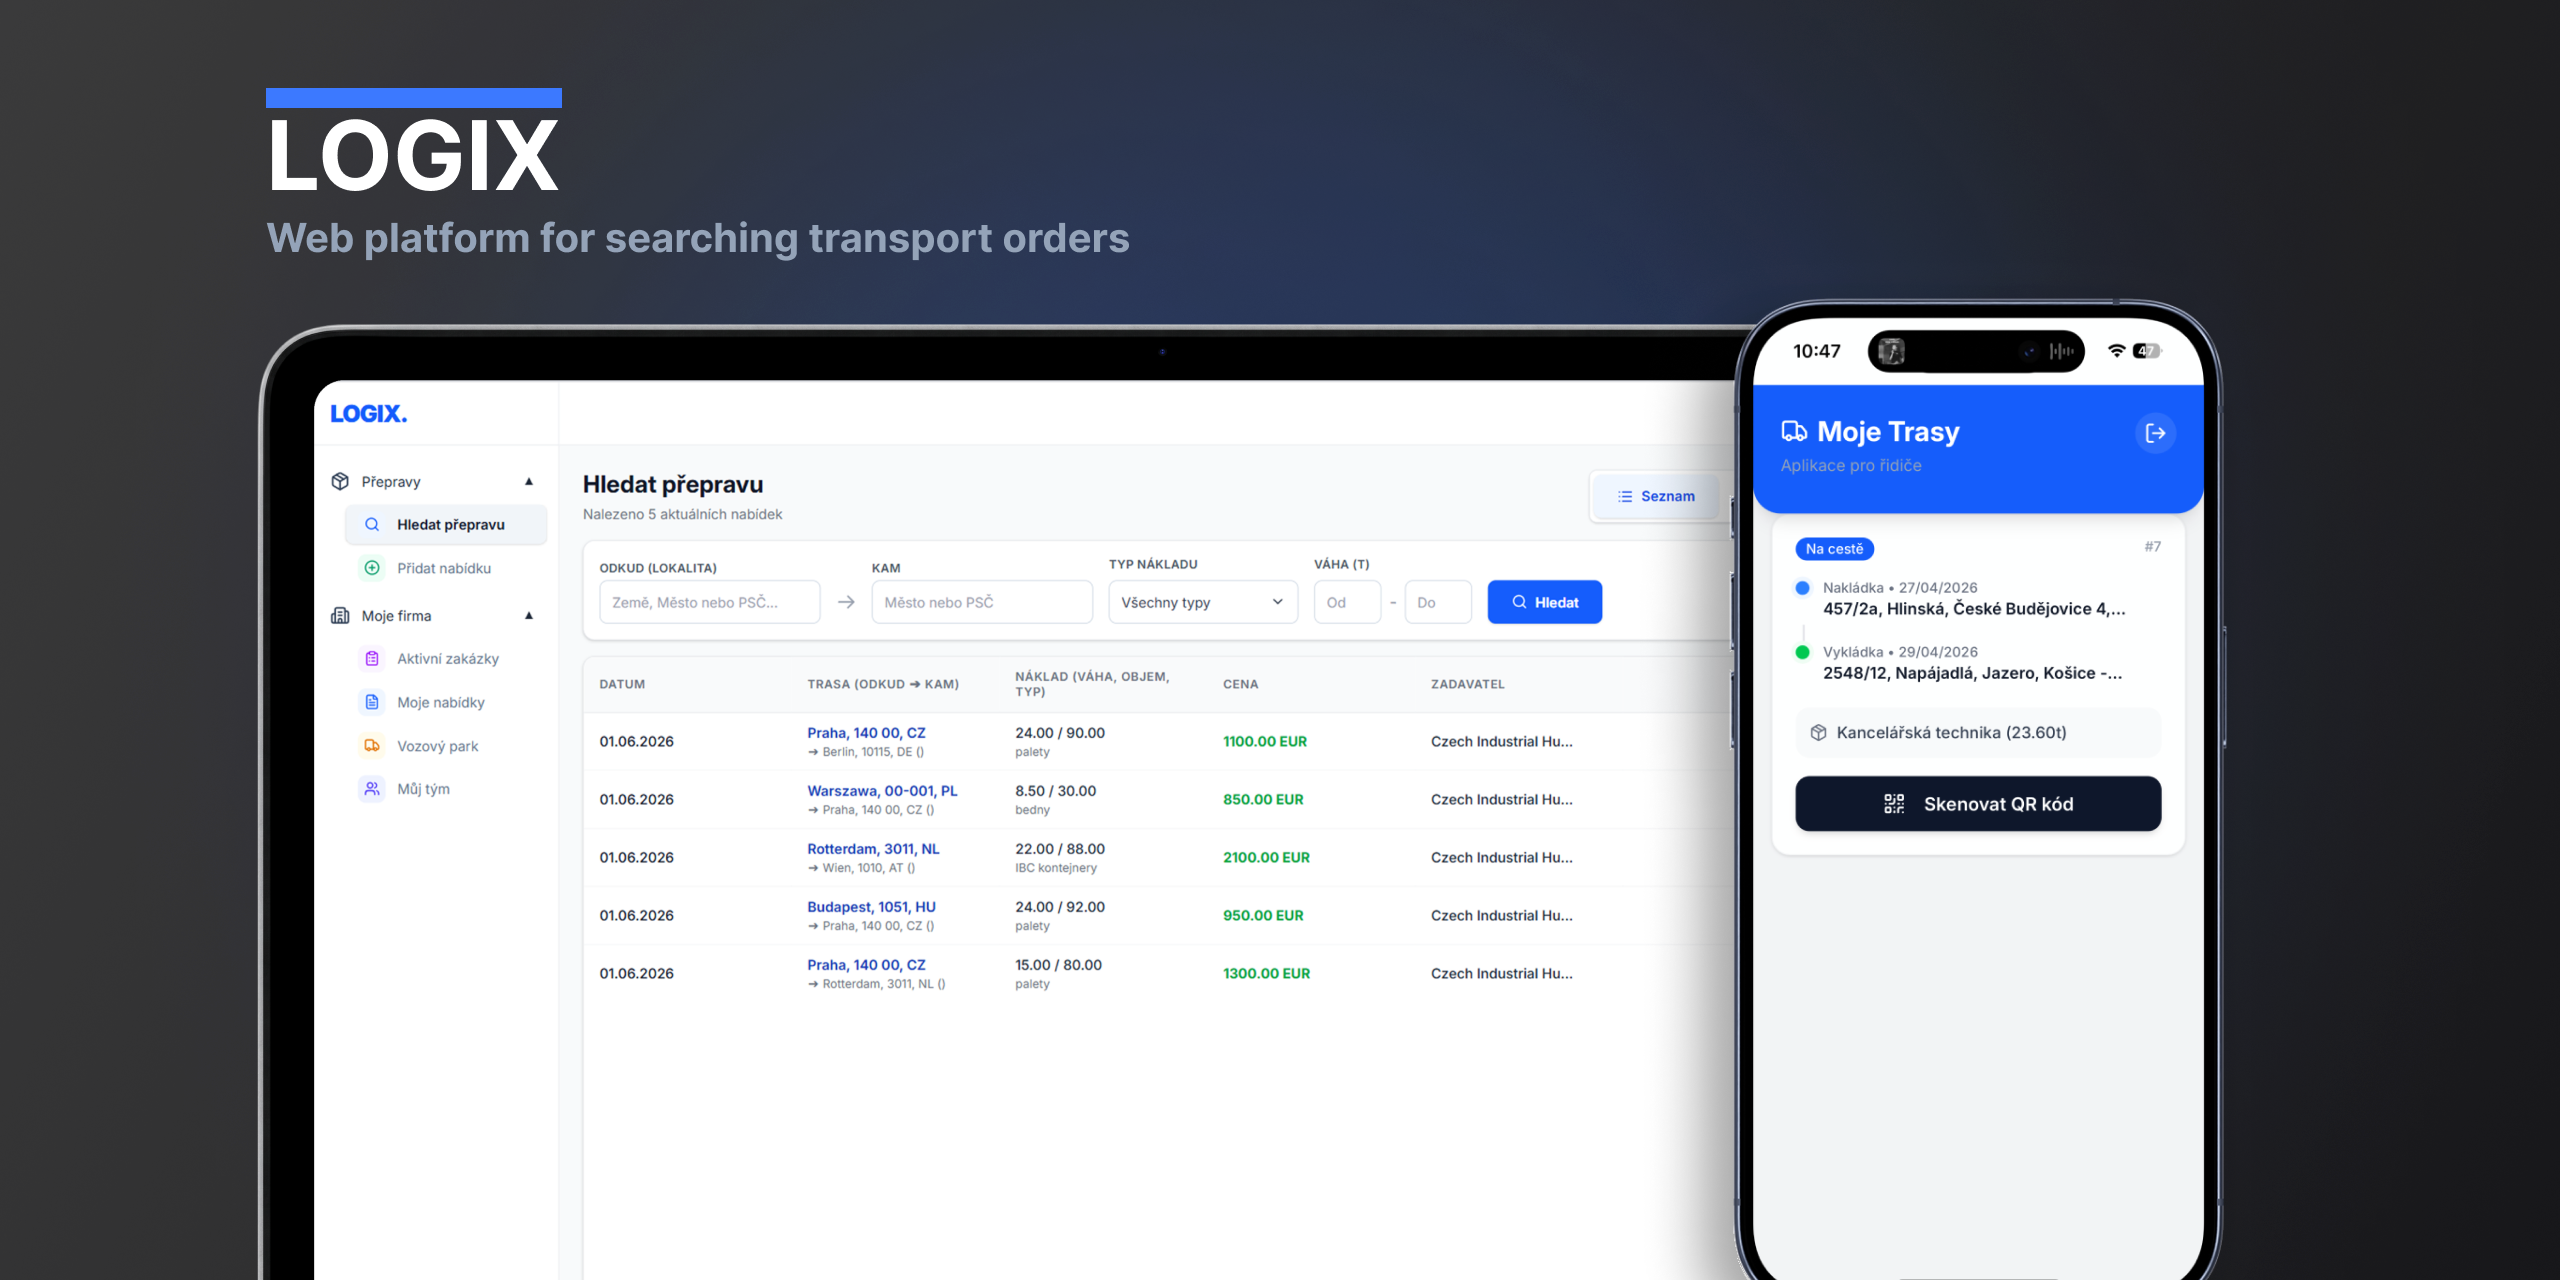 LOGIX
Web platform for searching transport orders
LOGIX.
Přepravy
Hledat přepravu
Přidat nabídku
Moje firma
Aktivní zakázky
Moje nabídky
Vozový park
Můj tým
Hledat přepravu
Nalezeno 5 aktuálních nabídek
Seznam
ODKUD (LOKALITA)
Země, Město nebo PSČ...
→
KAM
Město nebo PSČ
TYP NÁKLADU
Všechny typy
VÁHA (T)
Od - Do
Hledat
DATUM
TRASA (ODKUD ➔ KAM)
NÁKLAD (VÁHA, OBJEM,
TYP)
CENA
ZADAVATEL
01.06.2026
Praha, 140 00, CZ
➔ Berlin, 10115, DE ()
24.00 / 90.00
palety
1100.00 EUR
Czech Industrial Hu...
01.06.2026
Warszawa, 00-001, PL
➔ Praha, 140 00, CZ ()
8.50 / 30.00
bedny
850.00 EUR
Czech Industrial Hu...
01.06.2026
Rotterdam, 3011, NL
➔ Wien, 1010, AT ()
22.00 / 88.00
IBC kontejnery
2100.00 EUR
Czech Industrial Hu...
01.06.2026
Budapest, 1051, HU
➔ Praha, 140 00, CZ ()
24.00 / 92.00
palety
950.00 EUR
Czech Industrial Hu...
01.06.2026
Praha, 140 00, CZ
➔ Rotterdam, 3011, NL ()
15.00 / 80.00
palety
1300.00 EUR
Czech Industrial Hu...
10:47
47
Moje Trasy
Aplikace pro řidiče
Na cestě
#7
Nakládka • 27/04/2026
457/2a, Hlinská, České Budějovice 4,...
Vykládka • 29/04/2026
2548/12, Napájadlá, Jazero, Košice -...
Kancelářská technika (23.60t)
Skenovat QR kód